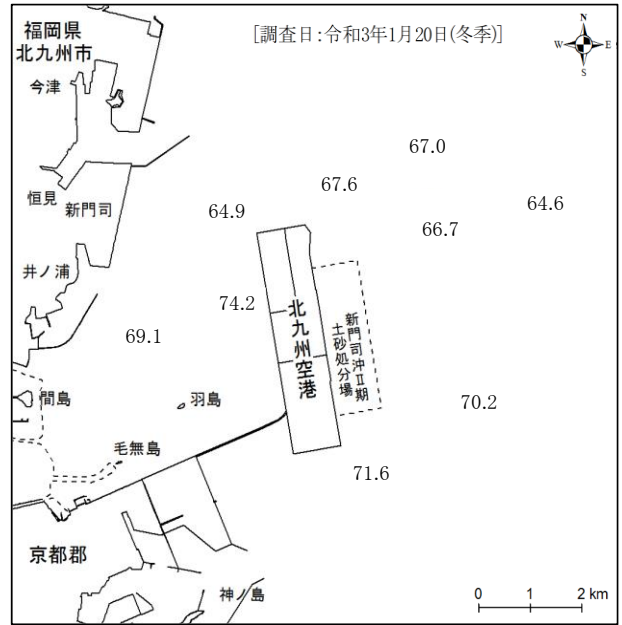 福岡県
北九州市
[調査日:令和3年1月20日(冬季)]
N
W E
S
今津
67.0
67.6
恒見
新門司
64.9
64.6
66.7
井ノ浦
74.2
北九州空港
新門司沖Ⅱ期
土砂処分場
69.1
間島
羽島
70.2
毛無島
71.6
京都郡
神ノ島
0 1 2 km